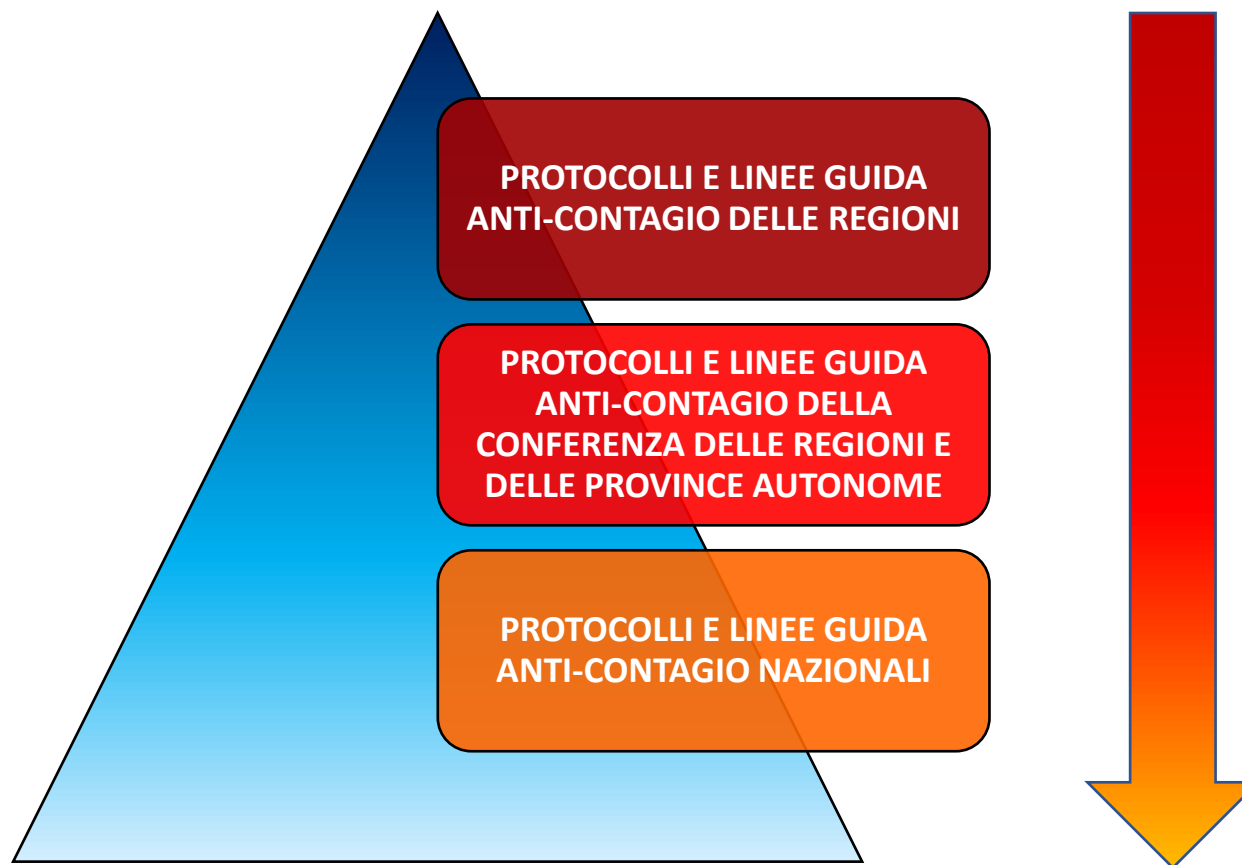 PROTOCOLLI E LINEE GUIDA
ANTI-CONTAGIO DELLE REGIONI
PROTOCOLLI E LINEE GUIDA
ANTI-CONTAGIO DELLA
CONFERENZA DELLE REGIONI E
DELLE PROVINCE AUTONOME
PROTOCOLLI E LINEE GUIDA
ANTI-CONTAGIO NAZIONALI